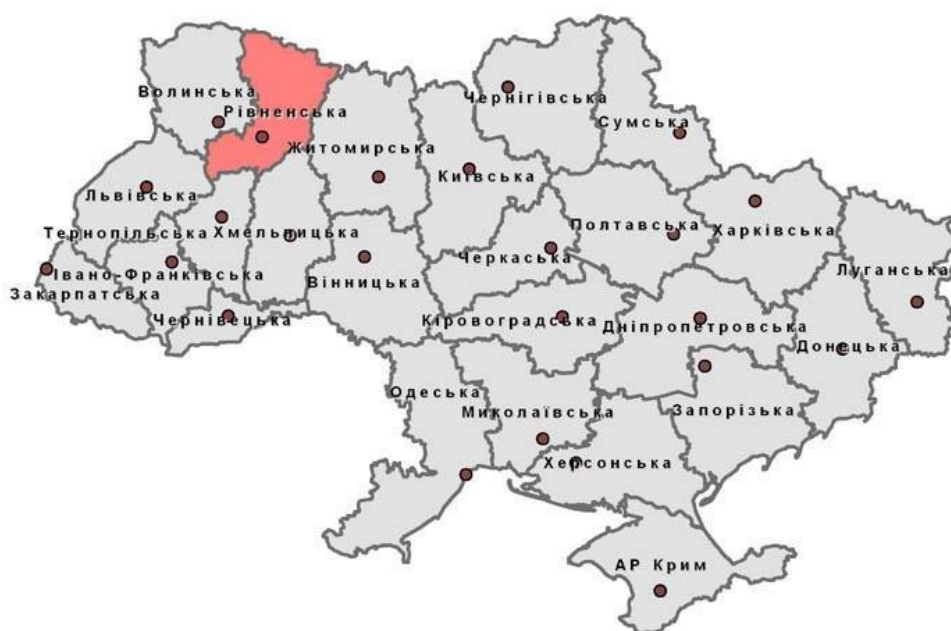 Волинська
Рівненська
Чернігівська
Сумська
Житомирська
Київська
Львівська
Тернопільська
Хмельницька
Полтавська
Харківська
Черкаська
Івано-Франківська
Вінницька
Луганська
Закарпатська
Чернівецька
Кіровоградська
Дніпропетровська
Донецька
Одеська
Миколаївська
Запорізька
Херсонська
АР Крим